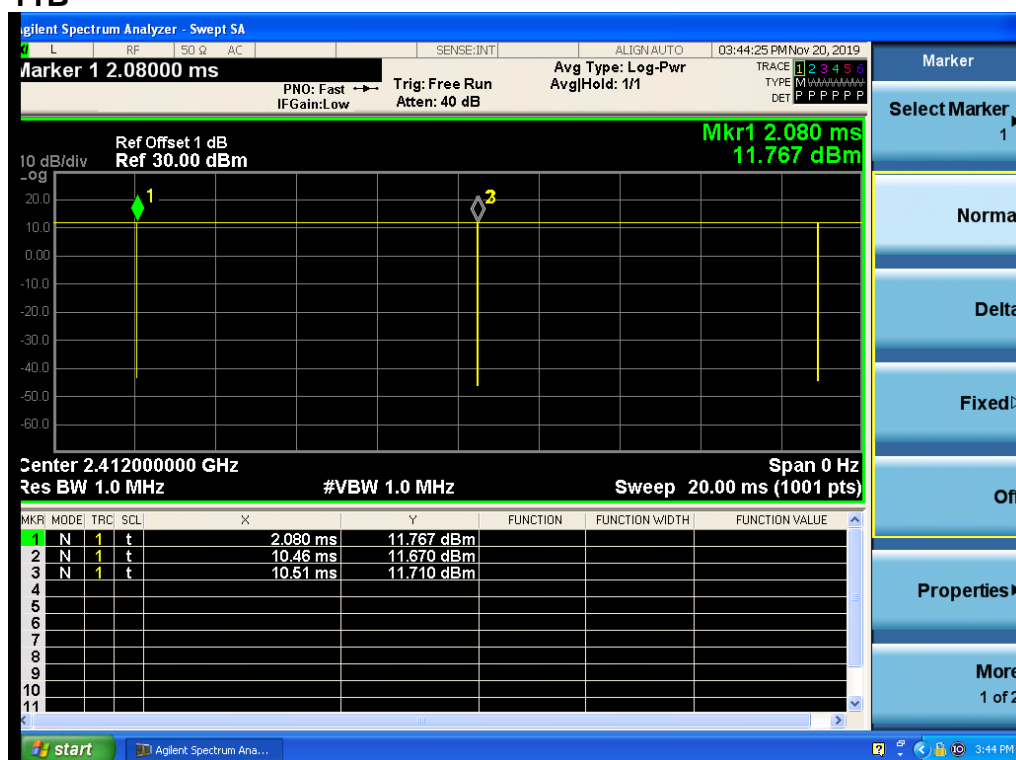 11B
Agilent Spectrum Analyzer - Swept SA
L RF 50 Ω AC SENSE:INT ALIGN AUTO 03:44:25 PM Nov 20, 2019
Marker 1 2.08000 ms
PNO: Fast
IFGain:Low
Trig: Free Run
Atten: 40 dB
Avg Type: Log-Pwr
Avg|Hold: 1/1
TRACE 1 2 3 4 5 6
TYPE M
DET P P P P P P
Ref Offset 1 dB
10 dB/div Ref 30.00 dBm
Log
Mkr1 2.080 ms
11.767 dBm
20.0
10.0
0.00
-10.0
-20.0
-30.0
-40.0
-50.0
-60.0
1
3
Center 2.412000000 GHz Span 0 Hz
Res BW 1.0 MHz #VBW 1.0 MHz Sweep 20.00 ms (1001 pts)
MKR MODE TRC SCL X Y FUNCTION FUNCTION WIDTH FUNCTION VALUE
1 N 1 t 2.080 ms 11.767 dBm
2 N 1 t 10.46 ms 11.670 dBm
3 N 1 t 10.51 ms 11.710 dBm
4
5
6
7
8
9
10
11
Marker
Select Marker
1
Norma
Delta
Fixed
Off
Properties
More
1 of 2
start Agilent Spectrum Ana... 3:44 PM